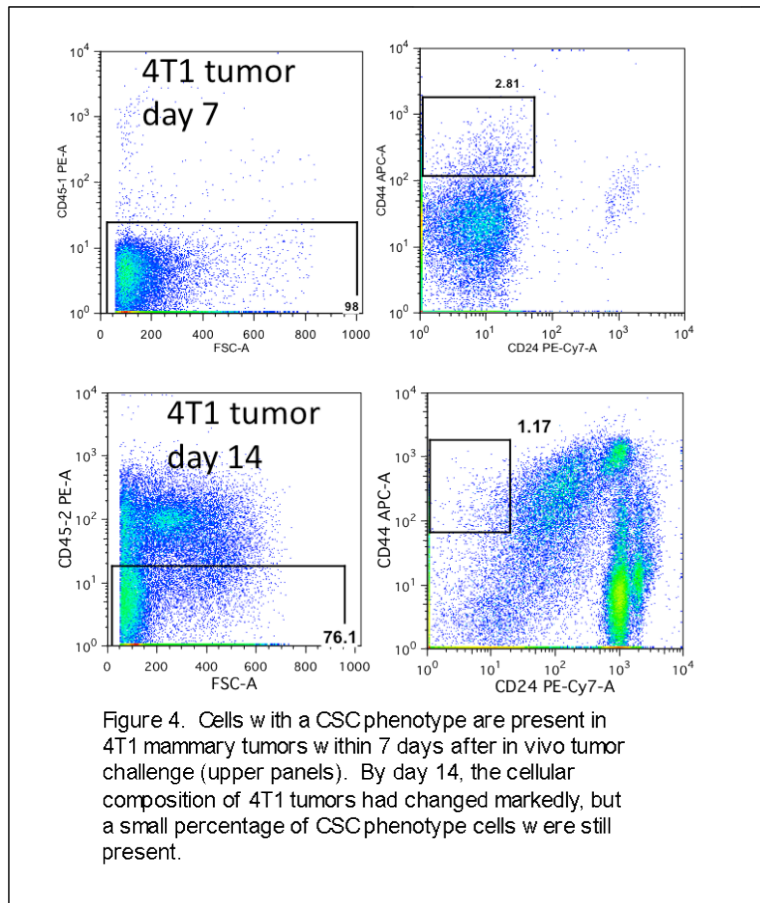 4T1 tumor
day 7
10⁴
10³
10²
10¹
10⁰
CD45-1 PE-A
98
0 200 400 600 800 1000
FSC-A
2.81
10⁴
10³
10²
10¹
10⁰
CD44 APC-A
10⁰ 10¹ 10² 10³ 10⁴
CD24 PE-Cy7-A
4T1 tumor
day 14
10⁴
10³
10²
10¹
10⁰
CD45-2 PE-A
76.1
0 200 400 600 800 1000
FSC-A
1.17
10⁴
10³
10²
10¹
10⁰
CD44 APC-A
10⁰ 10¹ 10² 10³ 10⁴
CD24 PE-Cy7-A
Figure 4. Cells with a CSC phenotype are present in
4T1 mammary tumors within 7 days after in vivo tumor
challenge (upper panels). By day 14, the cellular
composition of 4T1 tumors had changed markedly, but
a small percentage of CSC phenotype cells were still
present.